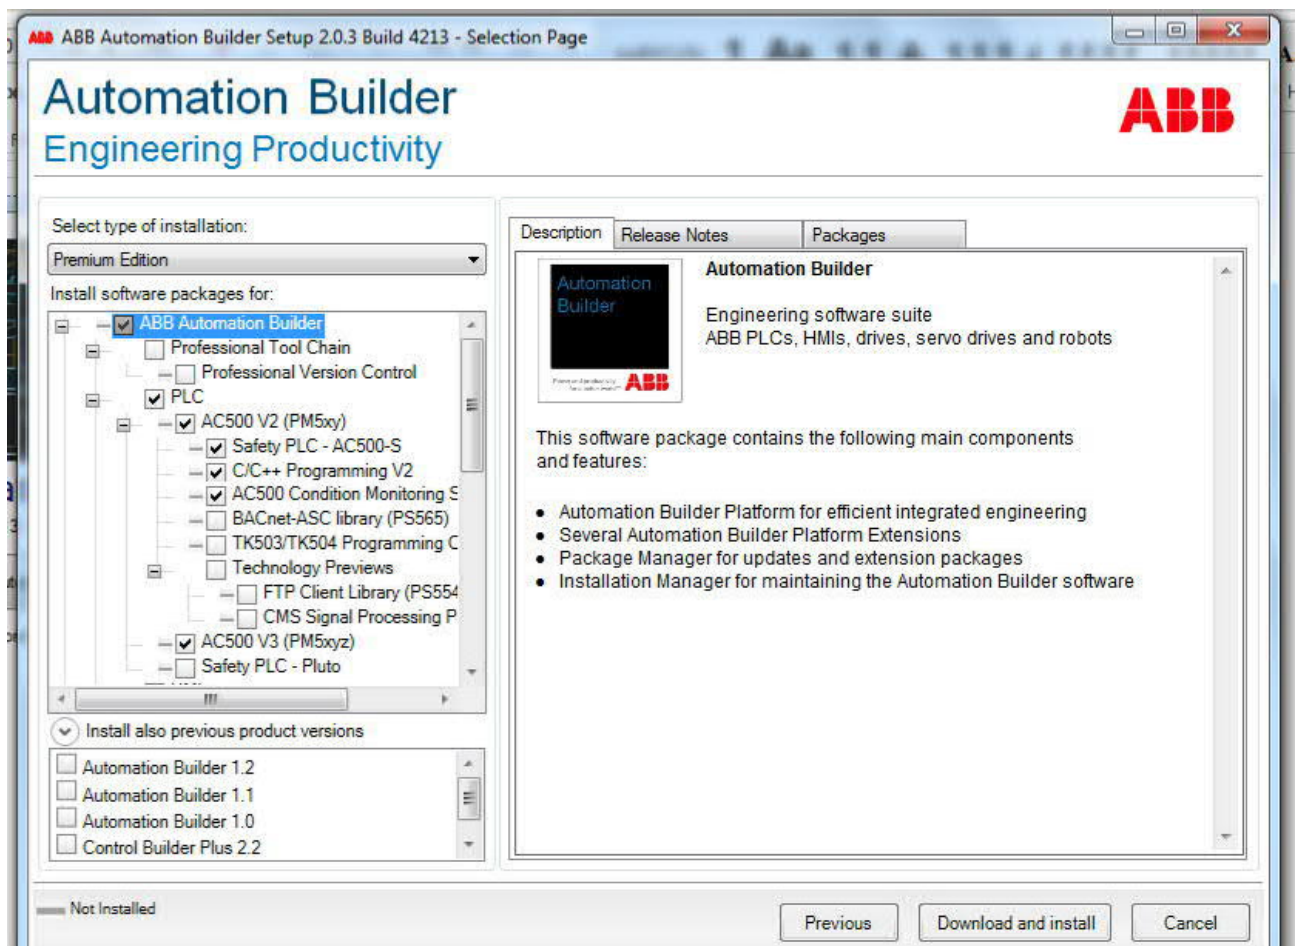 ABB ABB Automation Builder Setup 2.0.3 Build 4213 - Selection Page
Automation Builder
Engineering Productivity
ABB
Select type of installation:
Premium Edition
Install software packages for:
ABB Automation Builder
Professional Tool Chain
Professional Version Control
PLC
AC500 V2 (PM5xy)
Safety PLC - AC500-S
C/C++ Programming V2
AC500 Condition Monitoring S
BACnet-ASC library (PS565)
TK503/TK504 Programming C
Technology Previews
FTP Client Library (PS554
CMS Signal Processing P
AC500 V3 (PM5xyz)
Safety PLC - Pluto
Install also previous product versions
Automation Builder 1.2
Automation Builder 1.1
Automation Builder 1.0
Control Builder Plus 2.2
Description Release Notes Packages
Automation
Builder
ABB
Automation Builder
Engineering software suite
ABB PLCs, HMIs, drives, servo drives and robots
This software package contains the following main components
and features:
• Automation Builder Platform for efficient integrated engineering
• Several Automation Builder Platform Extensions
• Package Manager for updates and extension packages
• Installation Manager for maintaining the Automation Builder software
Not Installed
Previous Download and install Cancel